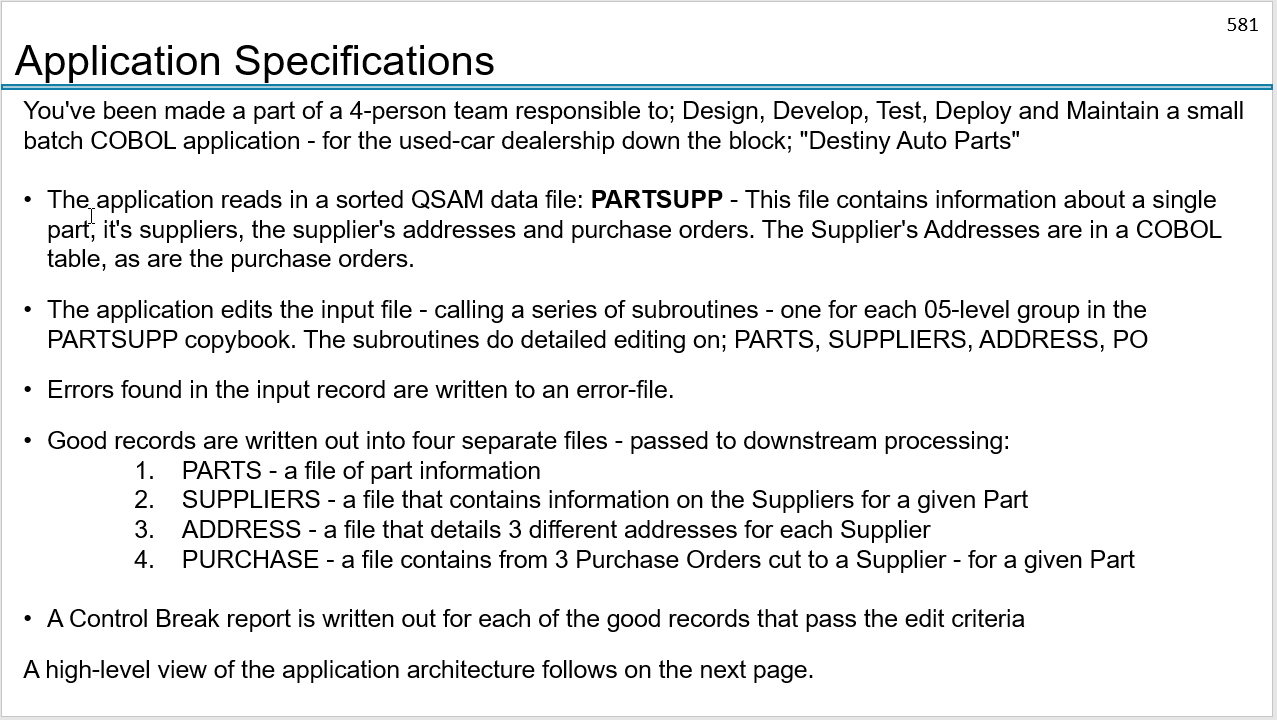 581
Application Specifications
You've been made a part of a 4-person team responsible to; Design, Develop, Test, Deploy and Maintain a small
batch COBOL application - for the used-car dealership down the block; "Destiny Auto Parts"
• The application reads in a sorted QSAM data file: PARTSUPP - This file contains information about a single
part, it's suppliers, the supplier's addresses and purchase orders. The Supplier's Addresses are in a COBOL
table, as are the purchase orders.
• The application edits the input file - calling a series of subroutines - one for each 05-level group in the
PARTSUPP copybook. The subroutines do detailed editing on; PARTS, SUPPLIERS, ADDRESS, PO
• Errors found in the input record are written to an error-file.
• Good records are written out into four separate files - passed to downstream processing:
1. PARTS - a file of part information
2. SUPPLIERS - a file that contains information on the Suppliers for a given Part
3. ADDRESS - a file that details 3 different addresses for each Supplier
4. PURCHASE - a file contains from 3 Purchase Orders cut to a Supplier - for a given Part
• A Control Break report is written out for each of the good records that pass the edit criteria
A high-level view of the application architecture follows on the next page.